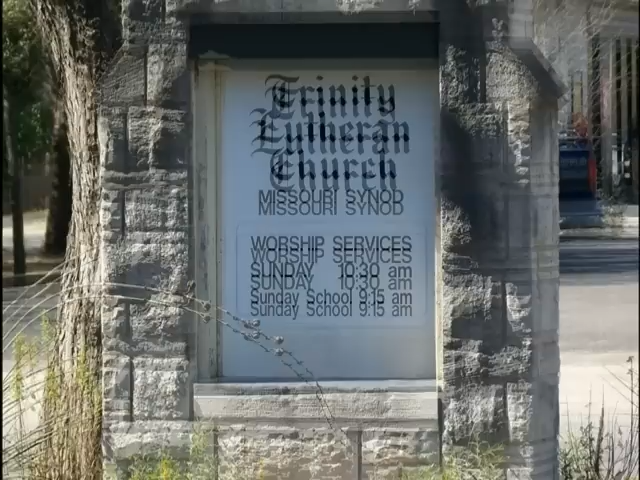 Trinity
Lutheran
Church
MISSOURI SYNOD
WORSHIP SERVICES
SUNDAY 10:30 am
Sunday School 9:15 am